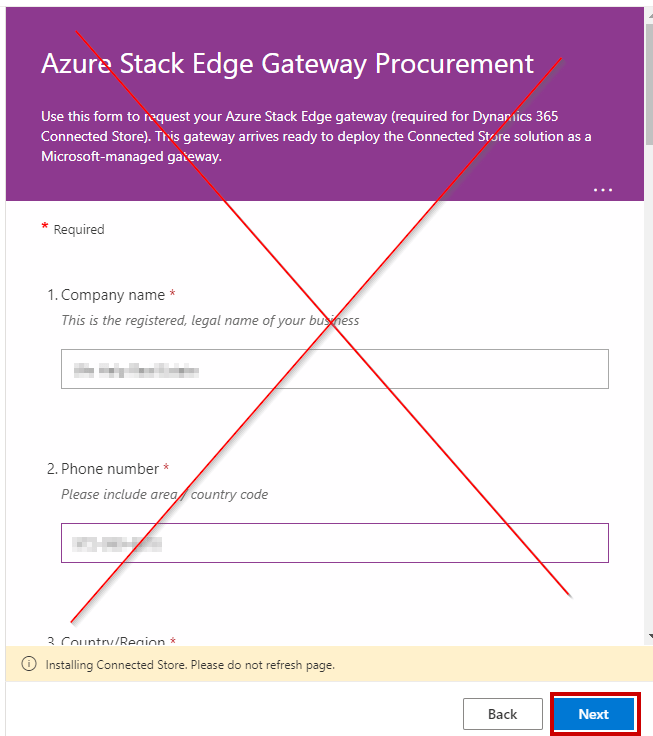 Azure Stack Edge Gateway Procurement
Use this form to request your Azure Stack Edge gateway (required for Dynamics 365
Connected Store). This gateway arrives ready to deploy the Connected Store solution as a
Microsoft-managed gateway.
...
* Required
1. Company name *
This is the registered, legal name of your business
2. Phone number *
Please include area / country code
3. Country/Region *
Installing Connected Store. Please do not refresh page.
Back
Next